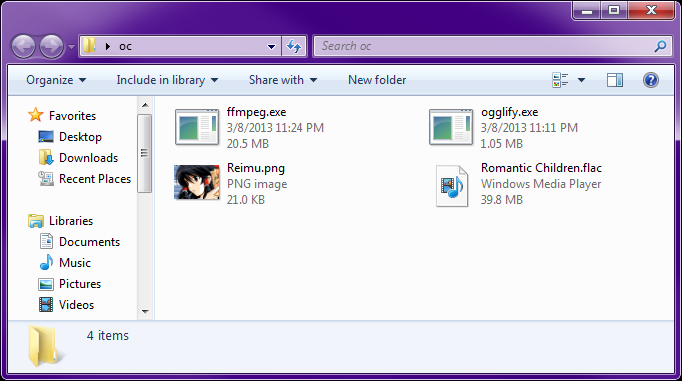 oc
Search oc
Organize
Include in library
Share with
New folder
Favorites
Desktop
Downloads
Recent Places
Libraries
Documents
Music
Pictures
Videos
ffmpeg.exe
3/8/2013 11:24 PM
20.5 MB
ogglify.exe
3/8/2013 11:11 PM
1.05 MB
Reimu.png
PNG image
21.0 KB
Romantic Children.flac
Windows Media Player
39.8 MB
4 items